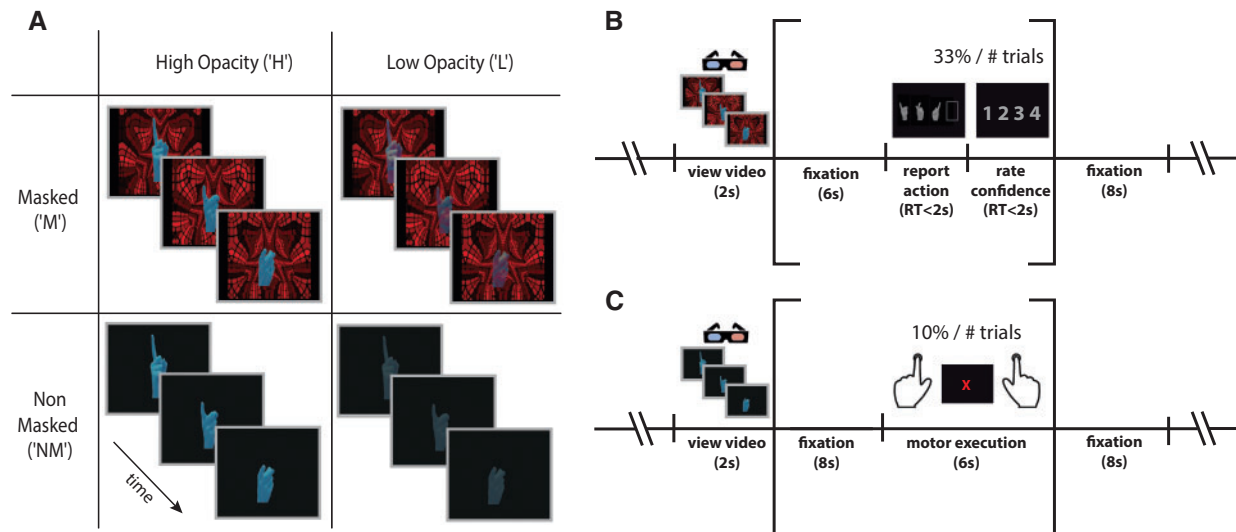 A
High Opacity ('H')
Low Opacity ('L')
Masked
('M')
Non
Masked
('NM')
time
B
33% / # trials
1 2 3 4
view video
(2s)
fixation
(6s)
report
action
(RT<2s)
rate
confidence
(RT<2s)
fixation
(8s)
C
10% / # trials
X
view video
(2s)
fixation
(8s)
motor execution
(6s)
fixation
(8s)